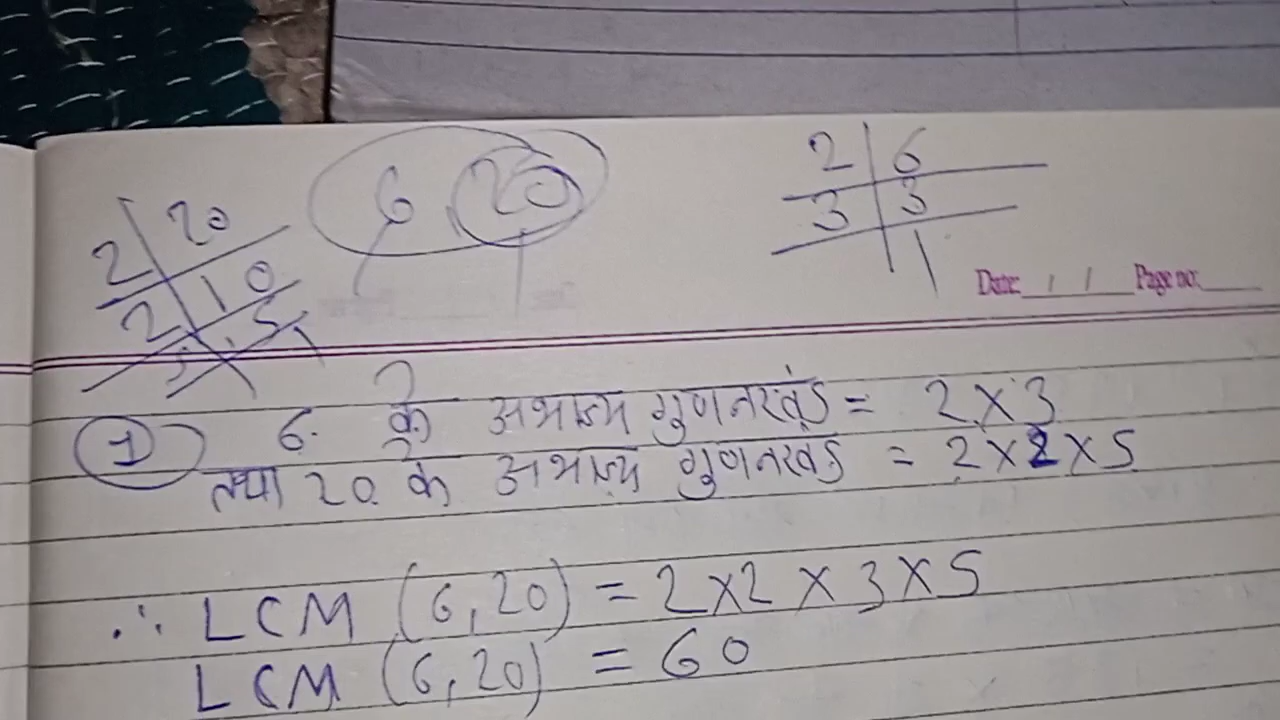 6, 20
2 | 20
2 | 10
5 | 5
1
2 | 6
3 | 3
1
Date: / / Page no:
① 6 के अभाज्य गुणनखंड = 2 × 3
तथा 20 के अभाज्य गुणनखंड = 2 × 2 × 5
∴ LCM (6, 20) = 2 × 2 × 3 × 5
LCM (6, 20) = 60